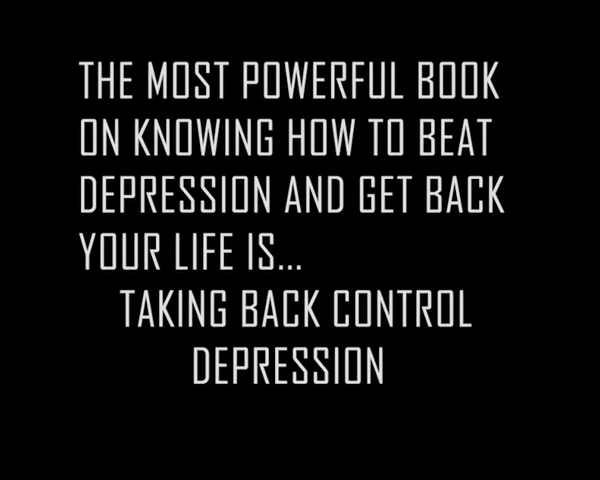 THE MOST POWERFUL BOOK
ON KNOWING HOW TO BEAT
DEPRESSION AND GET BACK
YOUR LIFE IS...
TAKING BACK CONTROL
DEPRESSION